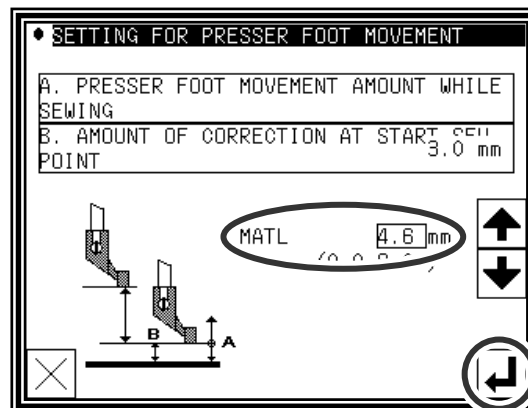 SETTING FOR PRESSER FOOT MOVEMENT
A. PRESSER FOOT MOVEMENT AMOUNT WHILE
SEWING
B. AMOUNT OF CORRECTION AT START
POINT 3.0 mm
MATL 4.6 mm
B A